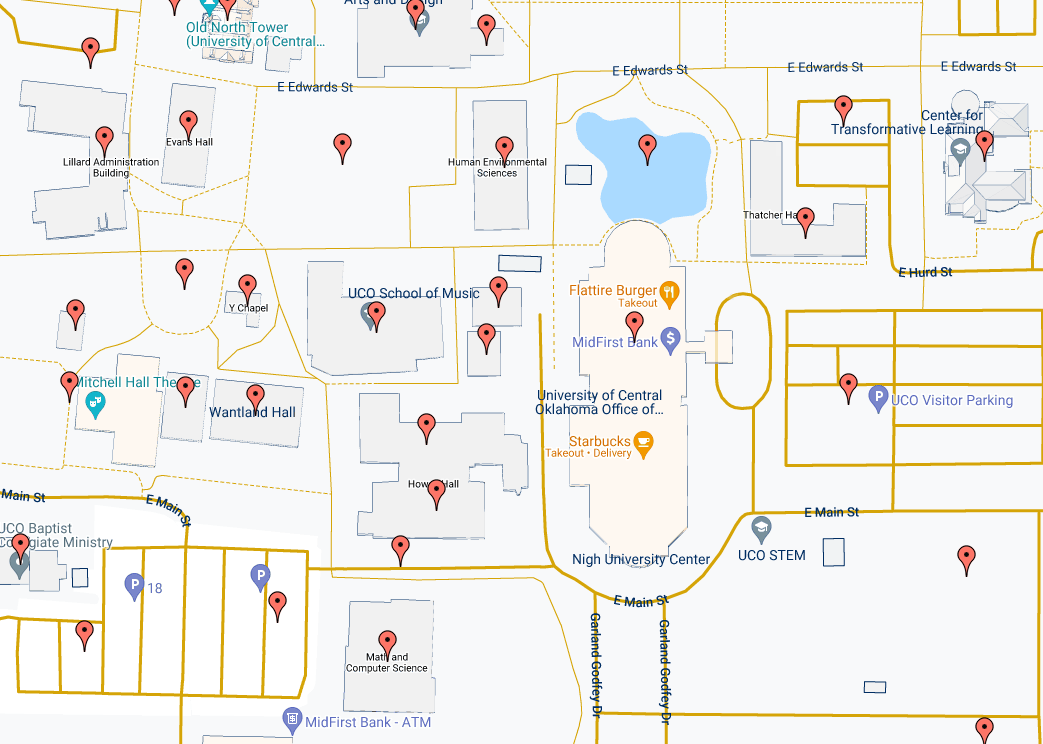 Arts and Design
Old North Tower
(University of Central...
E Edwards St
E Edwards St
E Edwards St
E Edwards St
Center for
Transformative Learning
Evans Hall
Lillard Administration
Building
Human Environmental
Sciences
Thatcher Hall
E Hurd St
Flattire Burger
Takeout
UCO School of Music
Y Chapel
MidFirst Bank
Mitchell Hall Theatre
Wantland Hall
University of Central
Oklahoma Office of...
UCO Visitor Parking
Starbucks
Takeout • Delivery
Howell Hall
Main St
E Main St
E Main St
UCO Baptist
Collegiate Ministry
Nigh University Center
UCO STEM
P
P
P
18
E Main St
Garland Godfey Dr
Garland Godfey Dr
Math and
Computer Science
MidFirst Bank - ATM